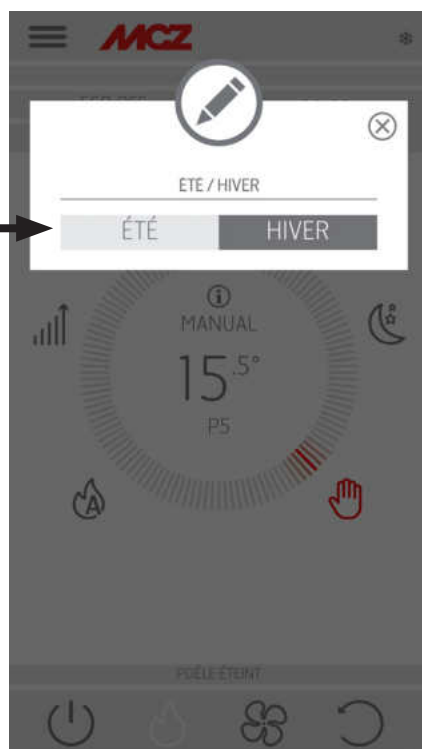 MCZ
ÉTÉ / HIVER
ÉTÉ HIVER
MANUAL
15.5°
P5
A
POÊLE ÉTEINT